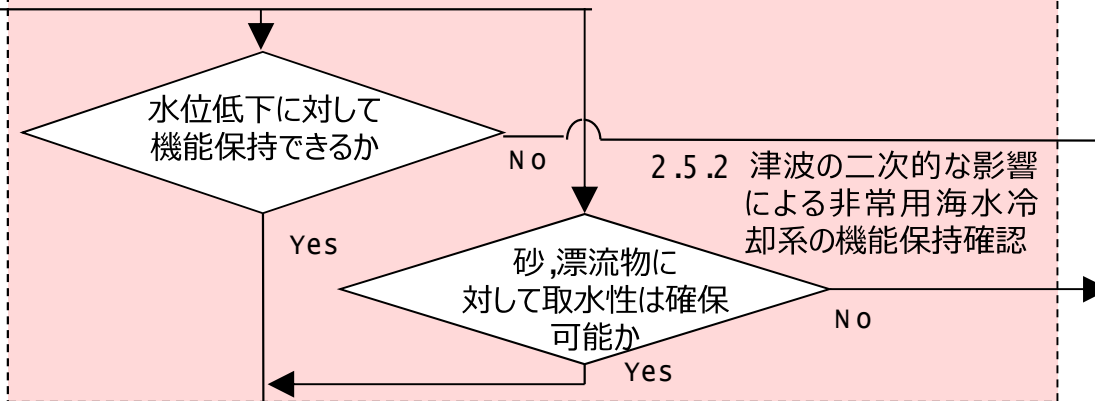 水位低下に対して
機能保持できるか
No
2.5.2 津波の二次的な影響
による非常用海水冷
却系の機能保持確認
Yes
砂,漂流物に
対して取水性は確保
可能か
No
Yes